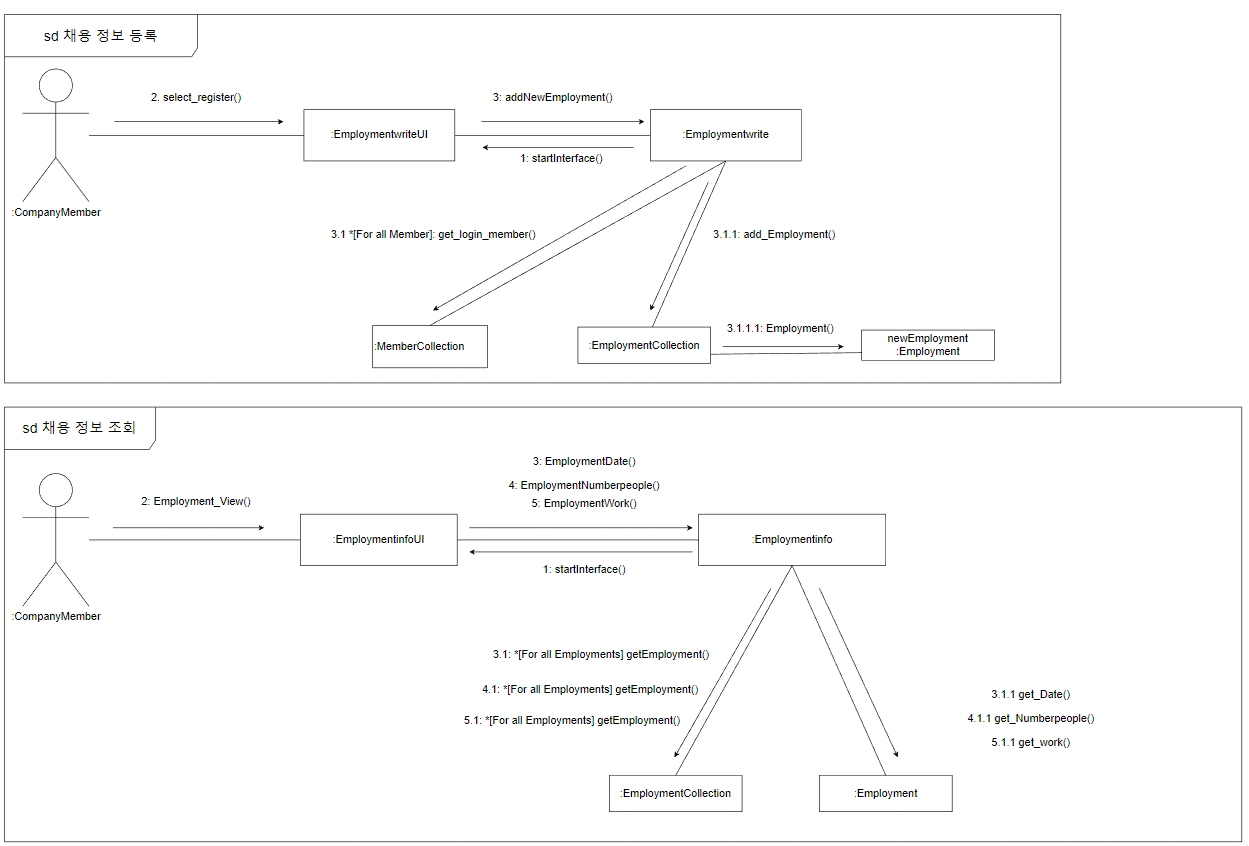 sd 채용 정보 등록
2. select_register()
3: addNewEmployment()
:EmploymentwriteUI
:Employmentwrite
1: startInterface()
:CompanyMember
3.1 *[For all Member]: get_login_member()
3.1.1: add_Employment()
:MemberCollection
:EmploymentCollection
3.1.1.1: Employment()
newEmployment
:Employment
sd 채용 정보 조회
3: EmploymentDate()
4: EmploymentNumberpeople()
5: EmploymentWork()
2: Employment_View()
:EmploymentinfoUI
:Employmentinfo
1: startInterface()
:CompanyMember
3.1: *[For all Employments] getEmployment()
4.1: *[For all Employments] getEmployment()
5.1: *[For all Employments] getEmployment()
3.1.1 get_Date()
4.1.1 get_Numberpeople()
5.1.1 get_work()
:EmploymentCollection
:Employment